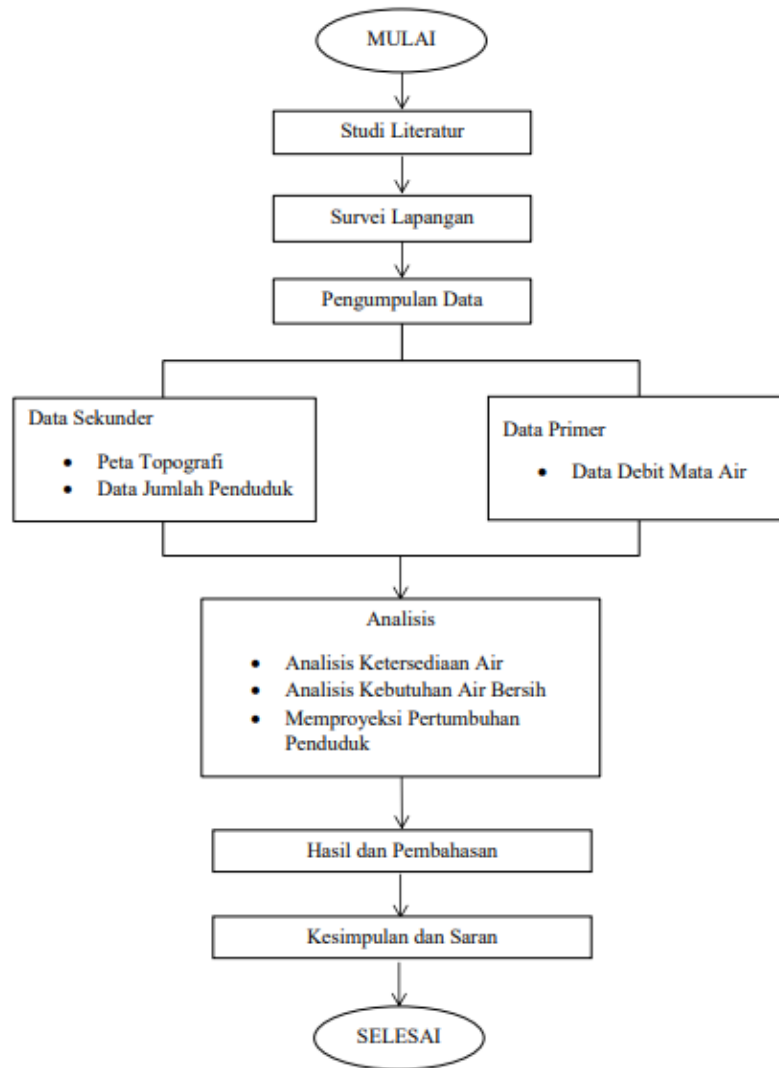 MULAI
Studi Literatur
Survei Lapangan
Pengumpulan Data
Data Sekunder
• Peta Topografi
• Data Jumlah Penduduk
Data Primer
• Data Debit Mata Air
Analisis
• Analisis Ketersediaan Air
• Analisis Kebutuhan Air Bersih
• Memproyeksi Pertumbuhan
Penduduk
Hasil dan Pembahasan
Kesimpulan dan Saran
SELESAI